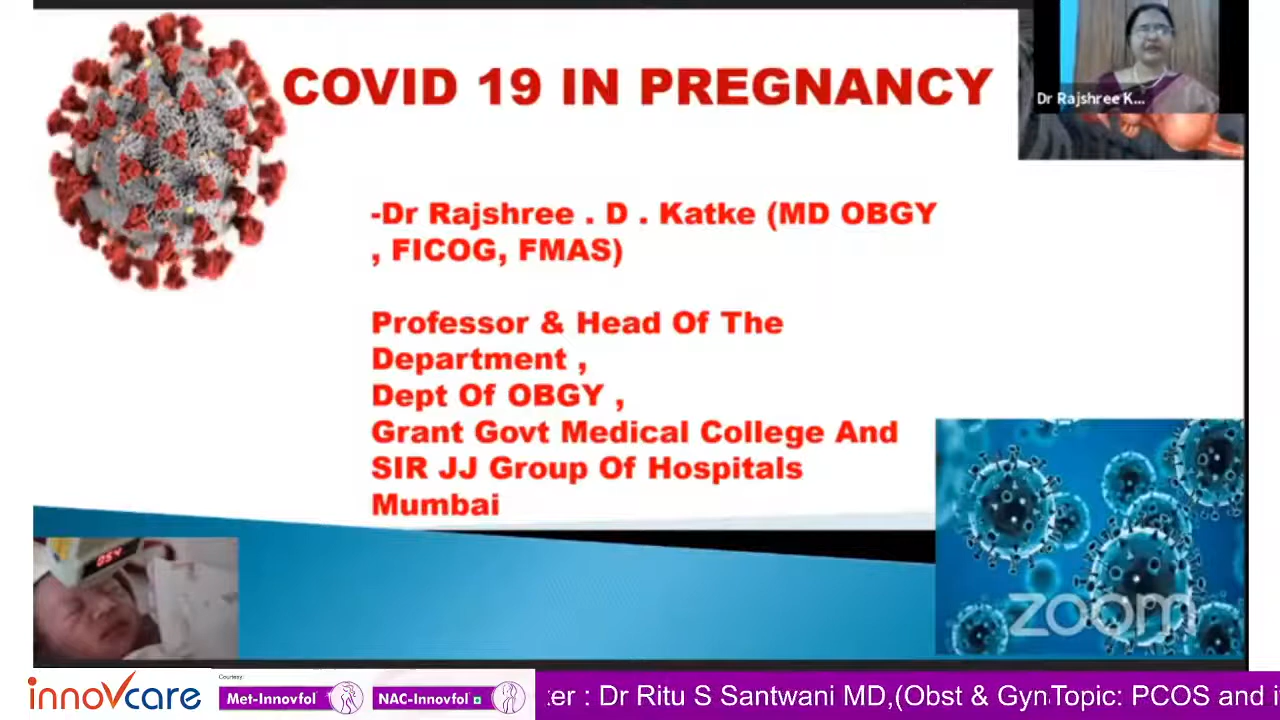 COVID 19 IN PREGNANCY
Dr Rajshree K...
-Dr Rajshree . D . Katke (MD OBGY
, FICOG, FMAS)
Professor & Head Of The
Department ,
Dept Of OBGY ,
Grant Govt Medical College And
SIR JJ Group Of Hospitals
Mumbai
zoom
innovcare
Courtesy:
Met-Innovfol
NAC-Innovfol
ter : Dr Ritu S Santwani MD,(Obst & Gyn.Topic: PCOS and i